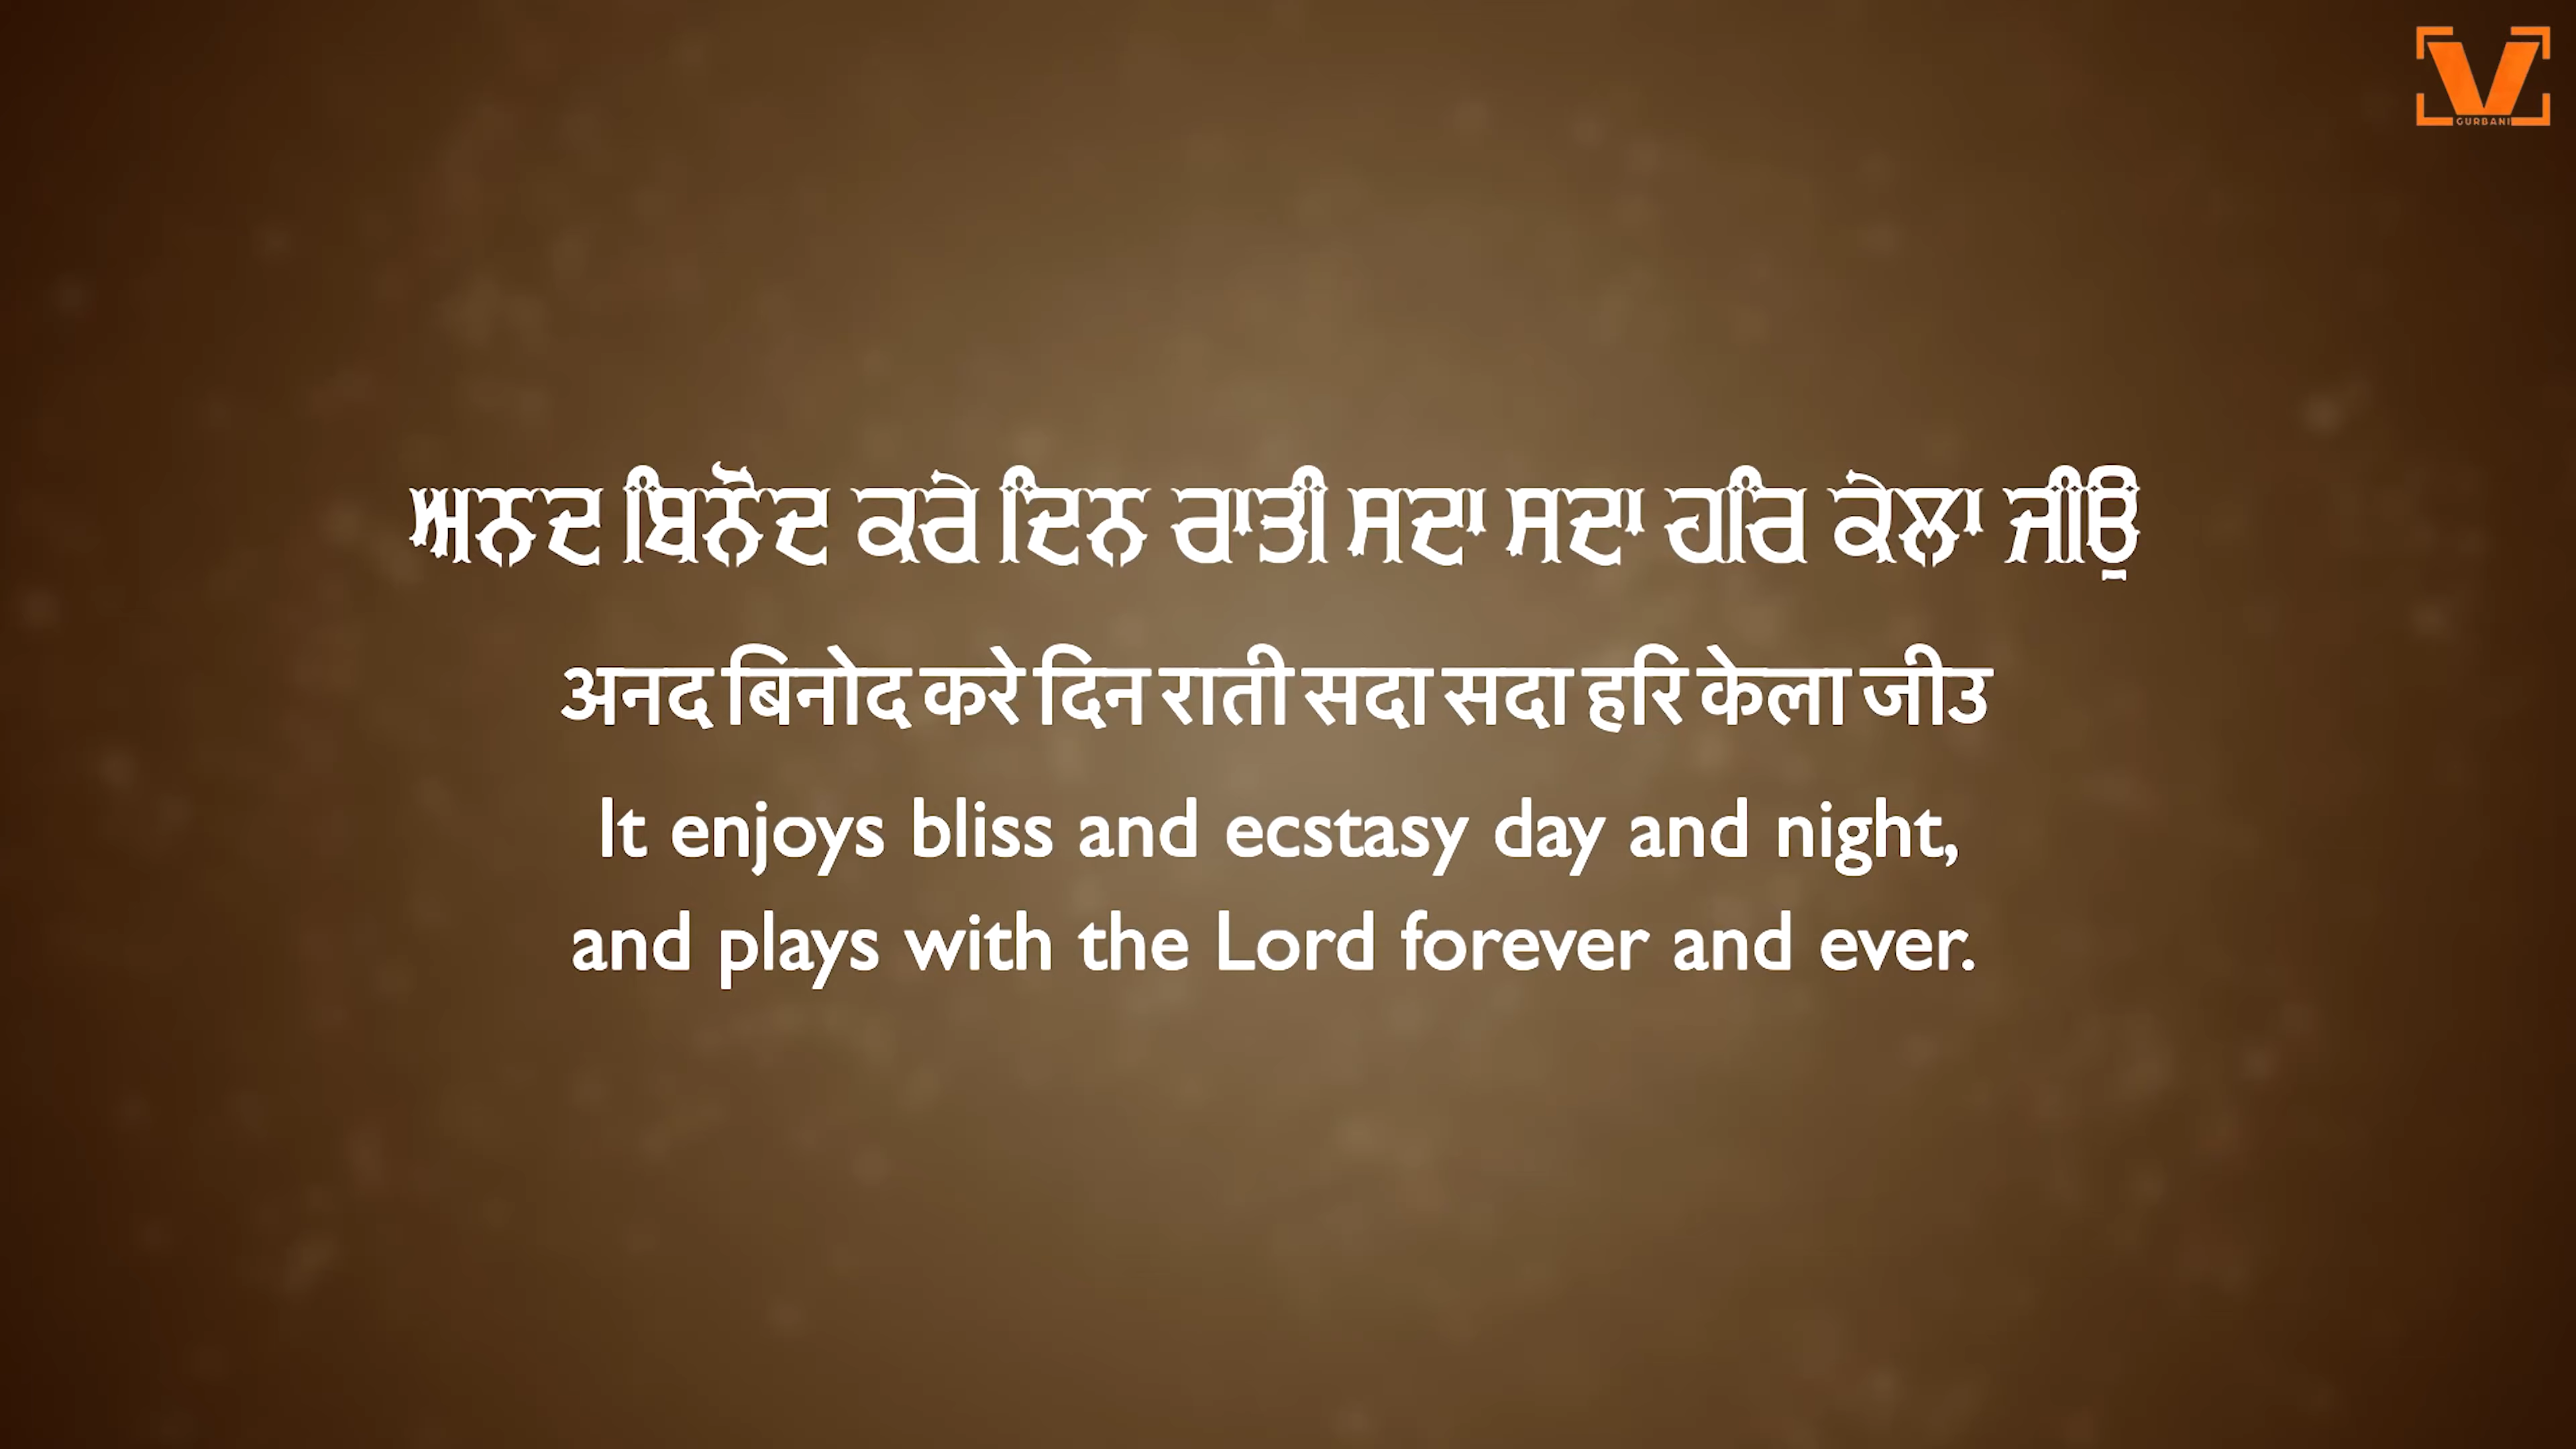 V
GURBANI
ਅਨਦ ਬਿਨੋਦ ਕਰੇ ਦਿਨ ਰਾਤੀ ਸਦਾ ਸਦਾ ਹਰਿ ਕੇਲਾ ਜੀਉ
अनद बिनोद करे दिन राती सदा सदा हरि केला जीउ
It enjoys bliss and ecstasy day and night,
and plays with the Lord forever and ever.